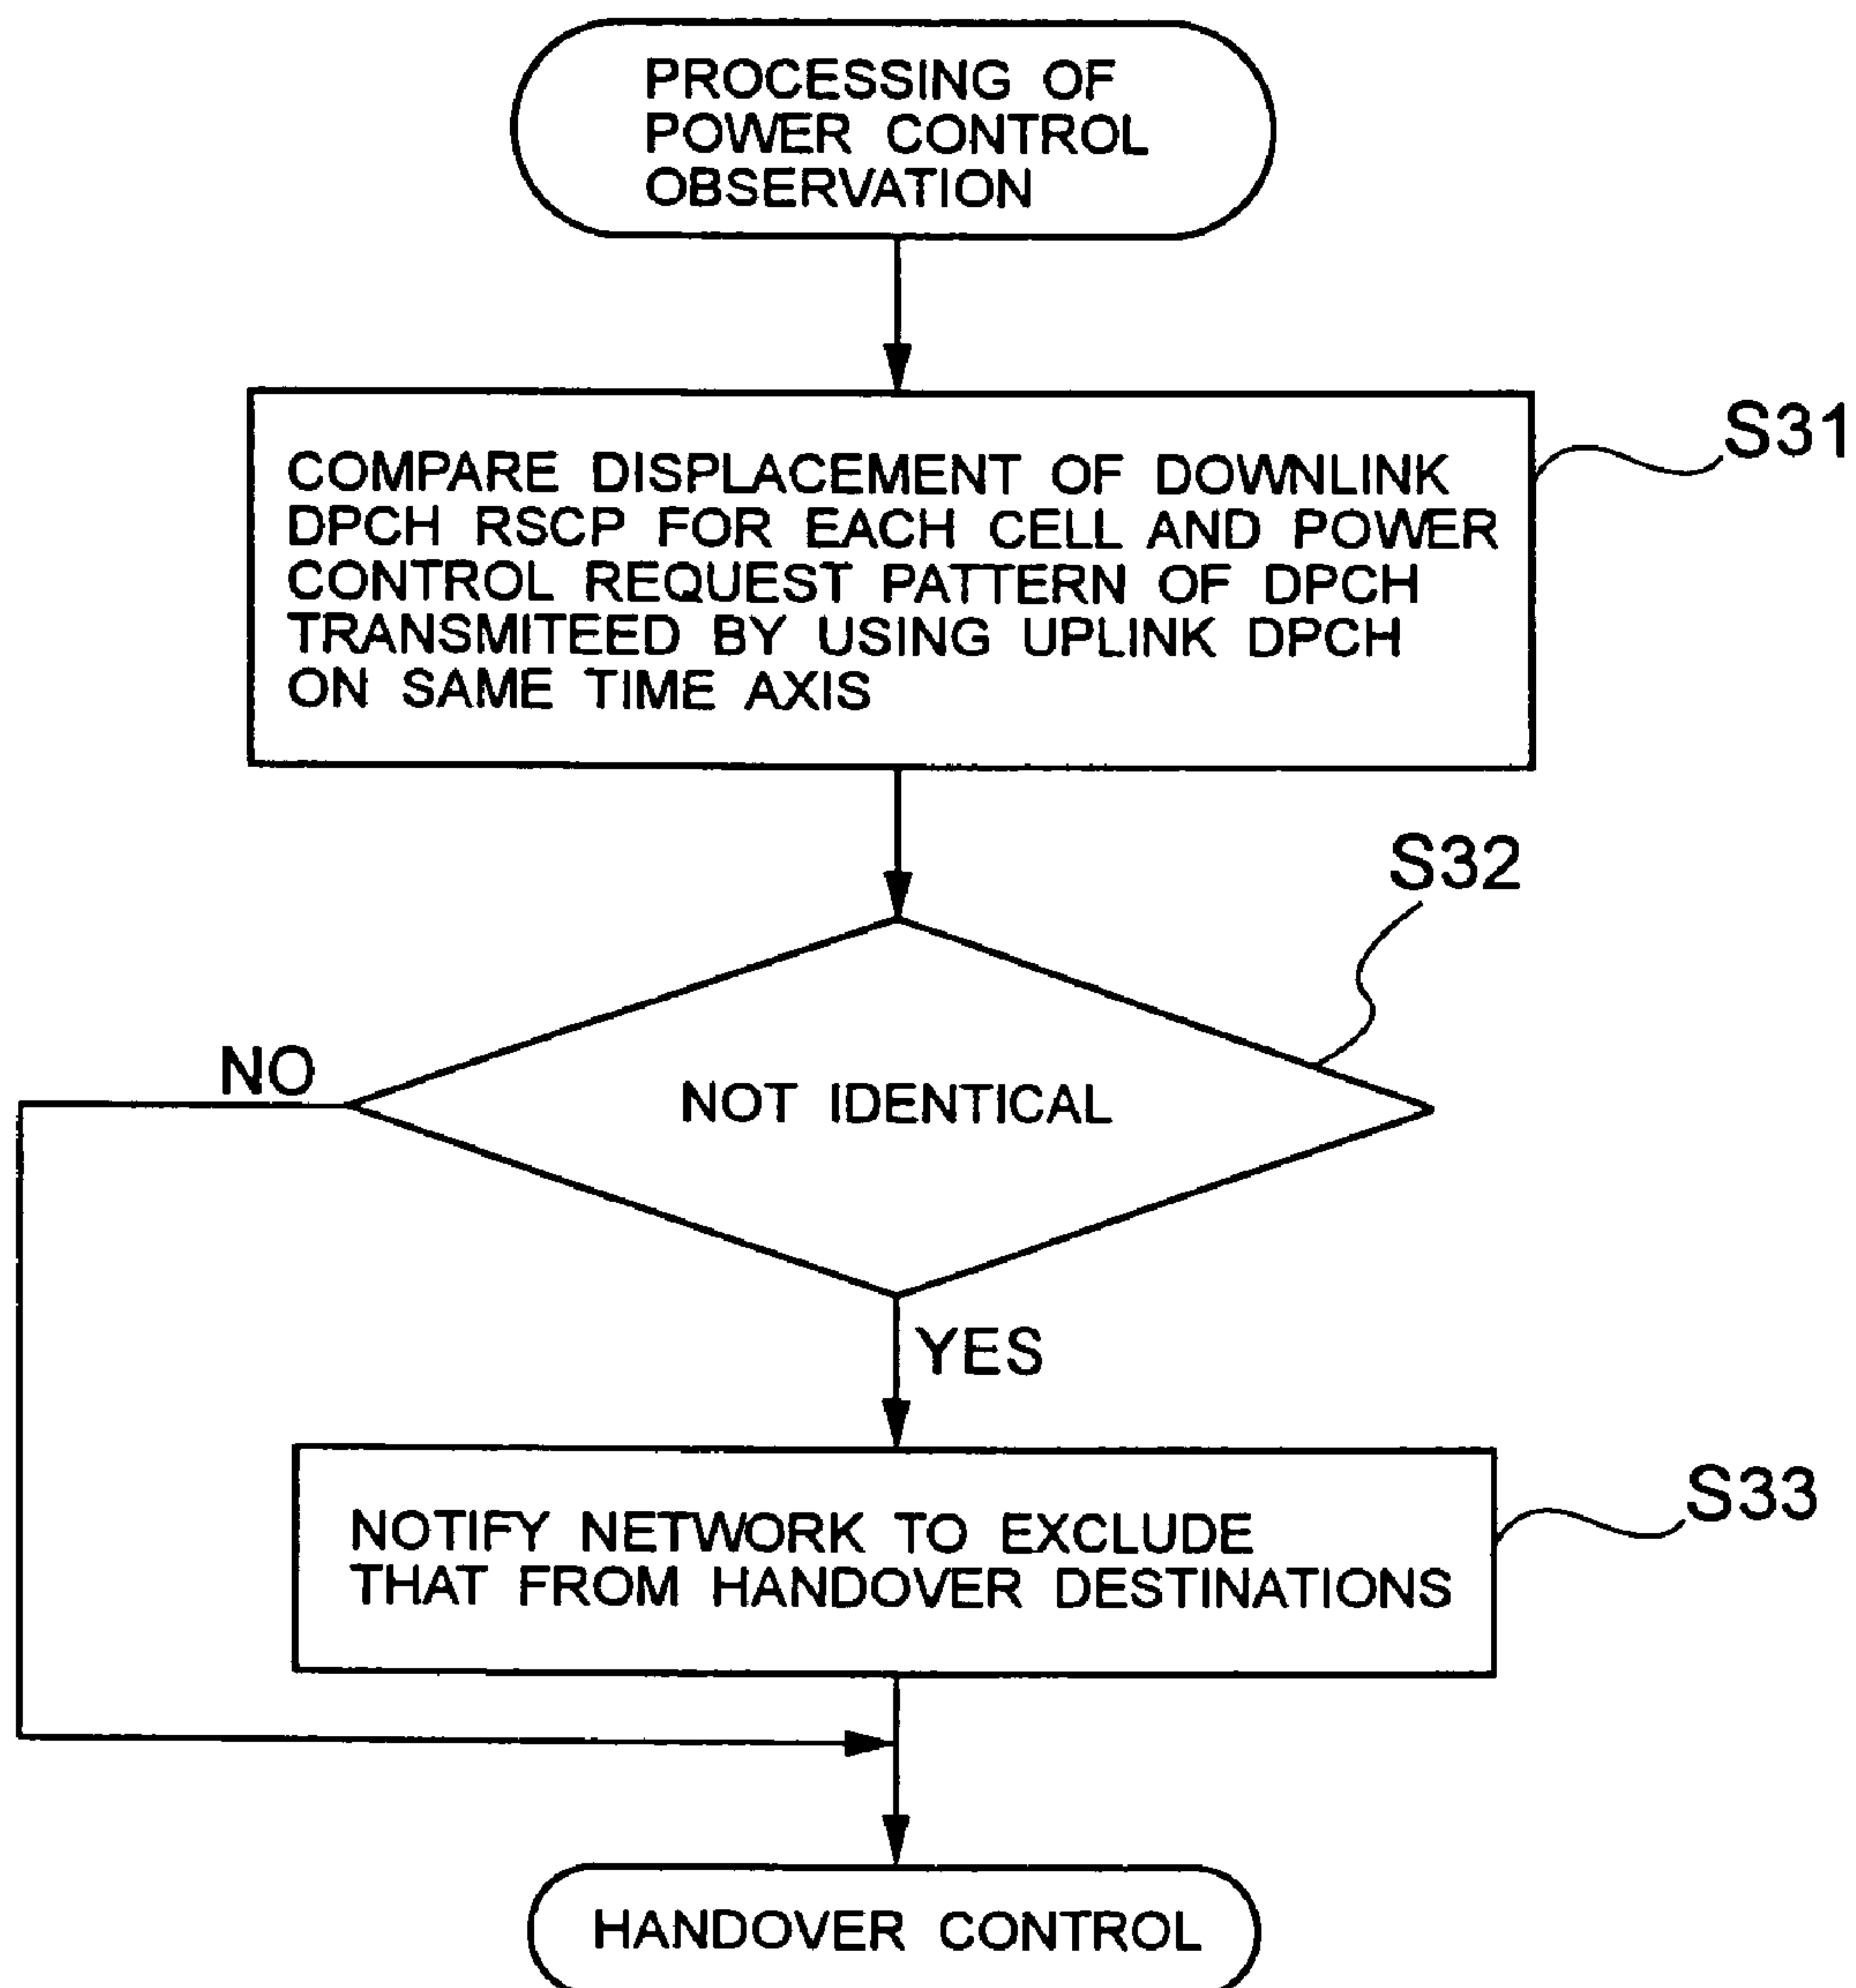 PROCESSING OF
POWER CONTROL
OBSERVATION
S31
COMPARE DISPLACEMENT OF DOWNLINK
DPCH RSCP FOR EACH CELL AND POWER
CONTROL REQUEST PATTERN OF DPCH
TRANSMITEED BY USING UPLINK DPCH
ON SAME TIME AXIS
S32
NO
NOT IDENTICAL
YES
S33
NOTIFY NETWORK TO EXCLUDE
THAT FROM HANDOVER DESTINATIONS
HANDOVER CONTROL